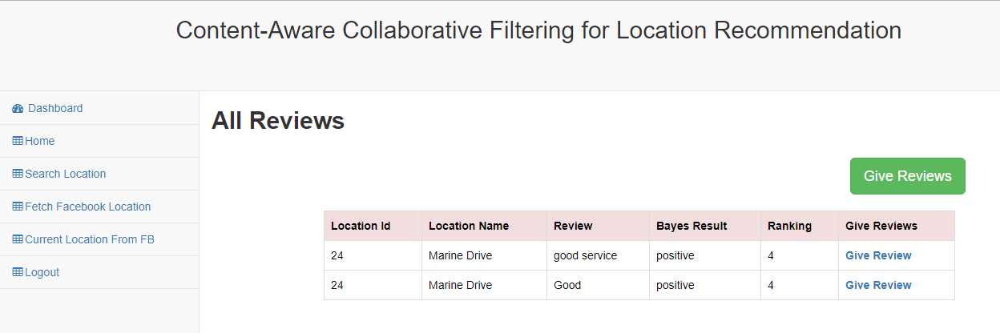 Content-Aware Collaborative Filtering for Location Recommendation
Dashboard
Home
Search Location
Fetch Facebook Location
Current Location From FB
Logout
All Reviews
Give Reviews
Location Id Location Name Review Bayes Result Ranking Give Reviews
24 Marine Drive good service positive 4 Give Review
24 Marine Drive Good positive 4 Give Review